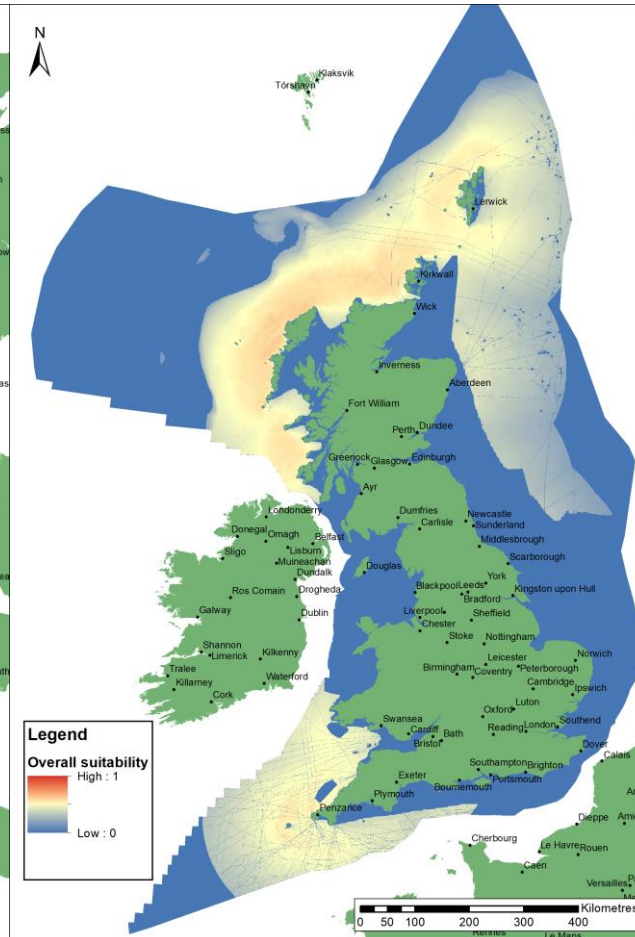 N
Klaksvik
Tórshavn
Lerwick
Kirkwall
Wick
Inverness
Aberdeen
Fort William
Dundee
Perth
Greenock
Glasgow
Edinburgh
Ayr
Londonderry
Dumfries
Newcastle
Carlisle
Sunderland
Donegal
Omagh
Belfast
Lisburn
Middlesbrough
Sligo
Muineachan
Scarborough
Dundalk
Douglas
York
Ros Comain
Drogheda
Blackpool
Leeds
Bradford
Kingston upon Hull
Galway
Dublin
Liverpool
Sheffield
Chester
Stoke
Nottingham
Shannon
Limerick
Kilkenny
Leicester
Norwich
Peterborough
Tralee
Birmingham
Coventry
Cambridge
Killarney
Waterford
Ipswich
Cork
Luton
Oxford
Swansea
Cardiff
Reading
London
Southend
Bath
Bristol
Dover
Southampton
Brighton
Calais
Exeter
Portsmouth
Bournemouth
Plymouth
Penzance
Dieppe
Cherbourg
Le Havre
Rouen
Caen
Versailles
Legend
Overall suitability
High : 1
Low : 0
Kilometres
0 50 100 200 300 400
Rennes
Le Mans